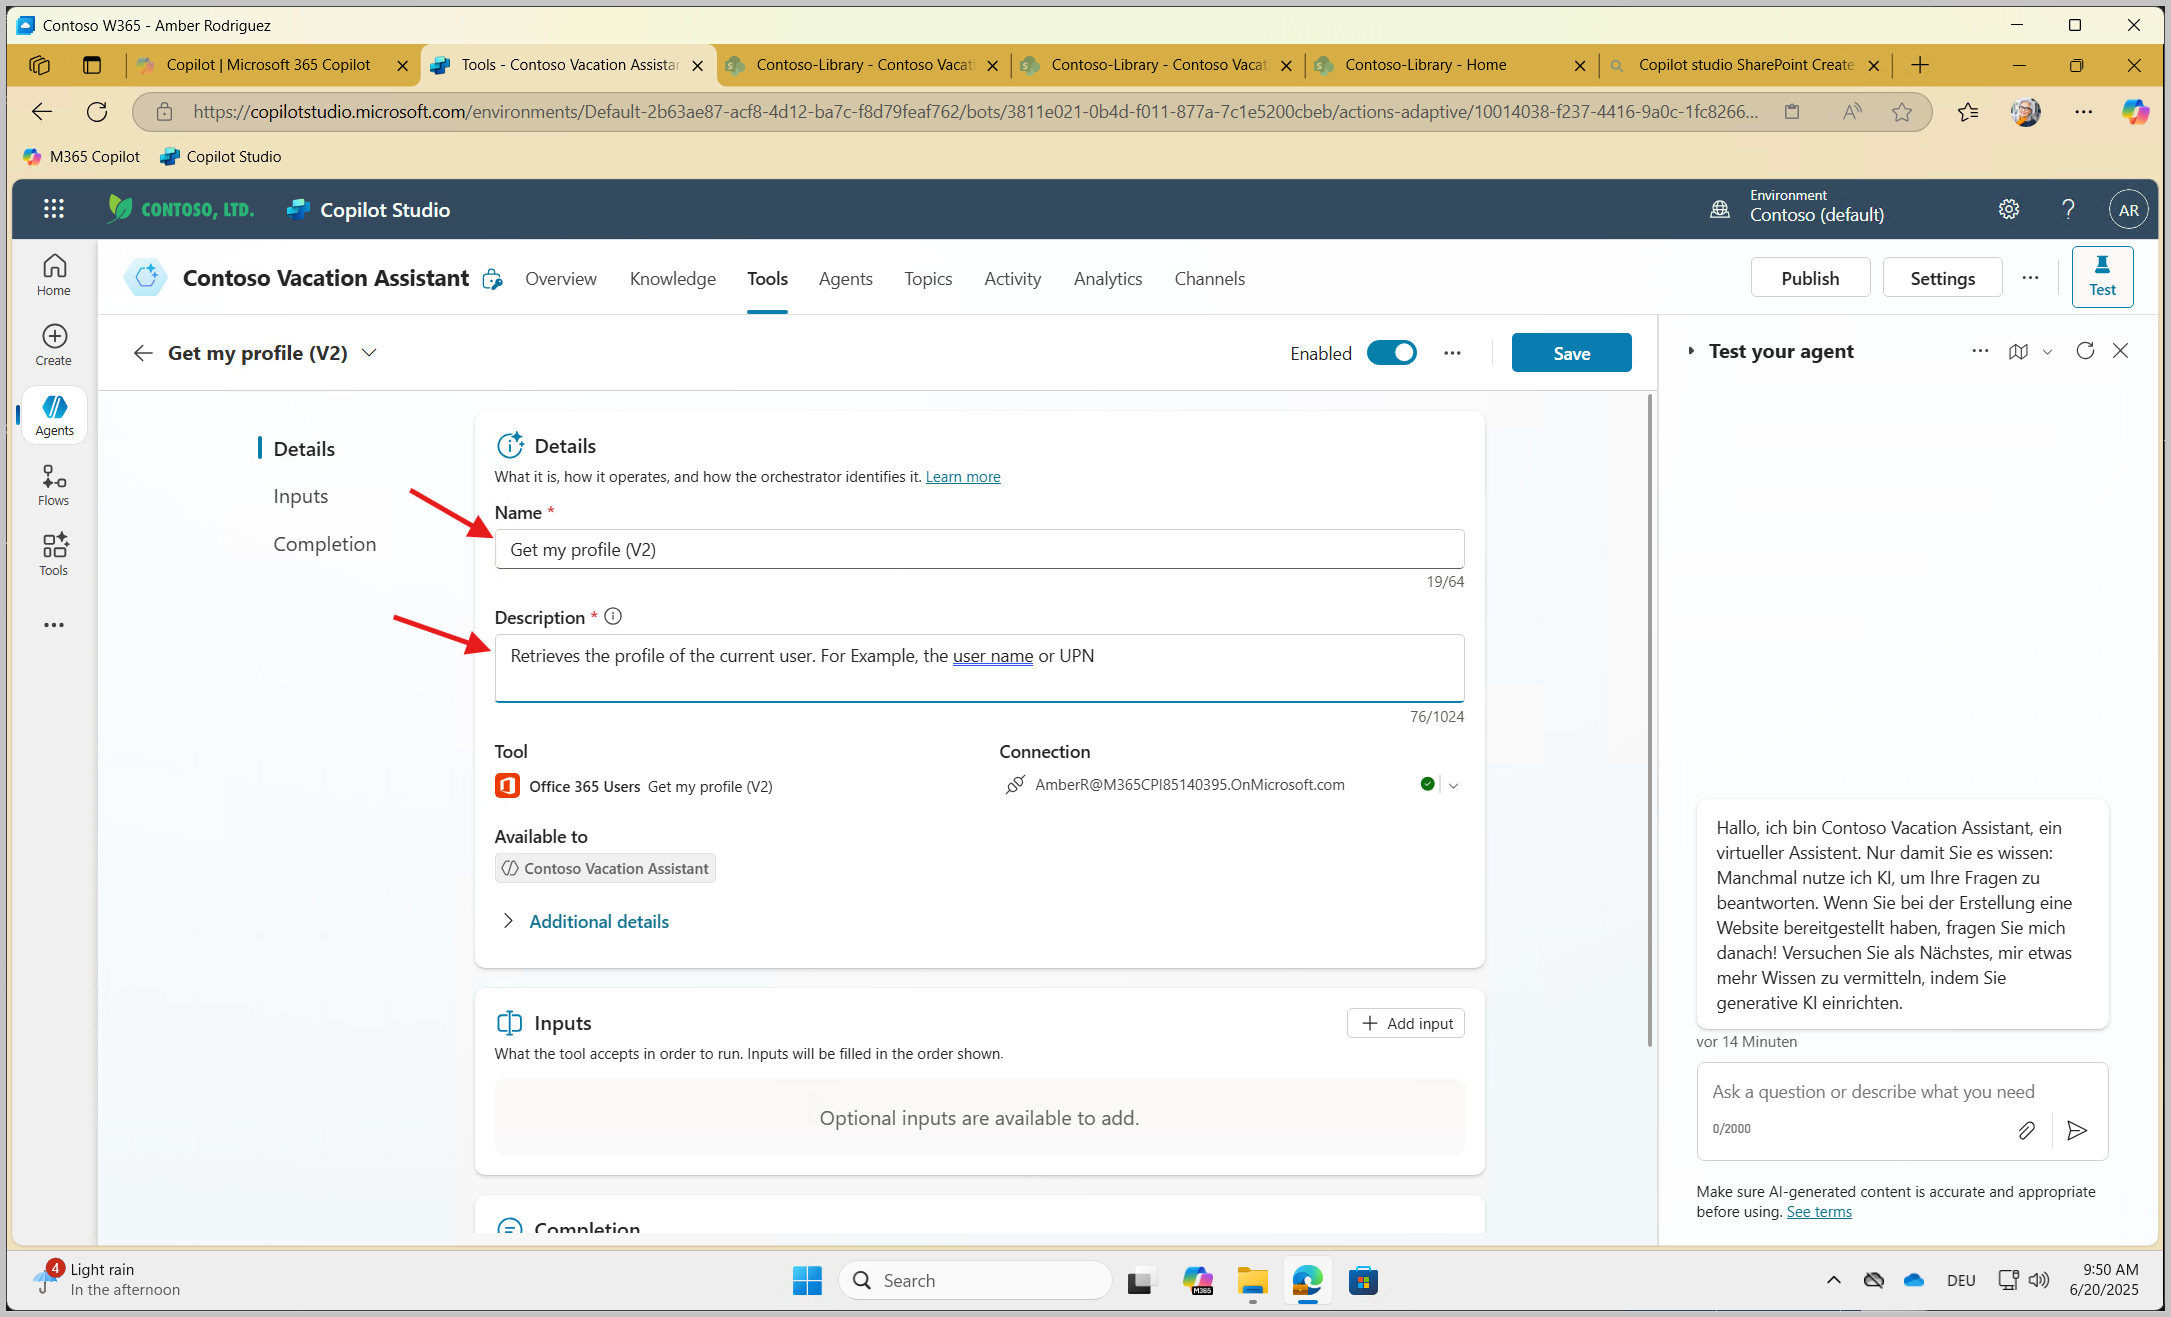 Contoso W365 - Amber Rodriguez
Copilot | Microsoft 365 Copilot
Tools - Contoso Vacation Assistan
Contoso-Library - Contoso Vacati
Contoso-Library - Contoso Vacat
Contoso-Library - Home
Copilot studio SharePoint Create
https://copilotstudio.microsoft.com/environments/Default-2b63ae87-acf8-4d12-ba7c-f8d79feaf762/bots/3811e021-0b4d-f011-877a-7c1e5200cbeb/actions-adaptive/10014038-f237-4416-9a0c-1fc8266...
M365 Copilot
Copilot Studio
CONTOSO, LTD.
Copilot Studio
Environment
Contoso (default)
AR
Home
Create
Agents
Flows
Tools
Contoso Vacation Assistant
Overview
Knowledge
Tools
Agents
Topics
Activity
Analytics
Channels
Publish
Settings
Test
Get my profile (V2)
Enabled
Save
Details
Inputs
Completion
Details
What it is, how it operates, and how the orchestrator identifies it. Learn more
Name *
Get my profile (V2)
19/64
Description *
Retrieves the profile of the current user. For Example, the user name or UPN
76/1024
Tool
Office 365 Users Get my profile (V2)
Connection
AmberR@M365CPI85140395.OnMicrosoft.com
Available to
Contoso Vacation Assistant
Additional details
Inputs
Add input
What the tool accepts in order to run. Inputs will be filled in the order shown.
Optional inputs are available to add.
Completion
Test your agent
Hallo, ich bin Contoso Vacation Assistant, ein
virtueller Assistent. Nur damit Sie es wissen:
Manchmal nutze ich KI, um Ihre Fragen zu
beantworten. Wenn Sie bei der Erstellung eine
Website bereitgestellt haben, fragen Sie mich
danach! Versuchen Sie als Nächstes, mir etwas
mehr Wissen zu vermitteln, indem Sie
generative KI einrichten.
vor 14 Minuten
Ask a question or describe what you need
0/2000
Make sure AI-generated content is accurate and appropriate
before using. See terms
4
Light rain
In the afternoon
Search
M365
DEU
9:50 AM
6/20/2025